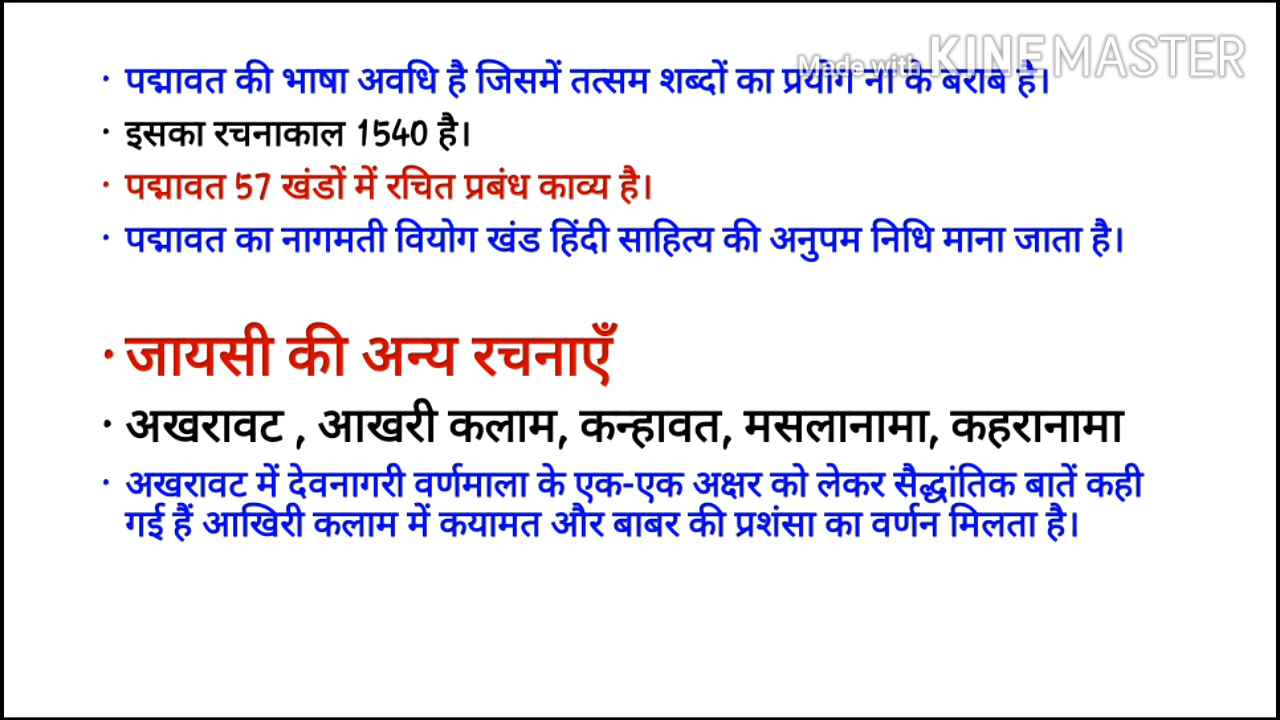 Made with KINEMASTER
· पद्मावत की भाषा अवधि है जिसमें तत्सम शब्दों का प्रयोग ना के बराबर है।
· इसका रचनाकाल 1540 है।
· पद्मावत 57 खंडों में रचित प्रबंध काव्य है।
· पद्मावत का नागमती वियोग खंड हिंदी साहित्य की अनुपम निधि माना जाता है।
· जायसी की अन्य रचनाएँ
· अखरावट , आखरी कलाम, कन्हावत, मसलानामा, कहरानामा
· अखरावट में देवनागरी वर्णमाला के एक-एक अक्षर को लेकर सैद्धांतिक बातें कही
गई हैं आखिरी कलाम में कयामत और बाबर की प्रशंसा का वर्णन मिलता है।